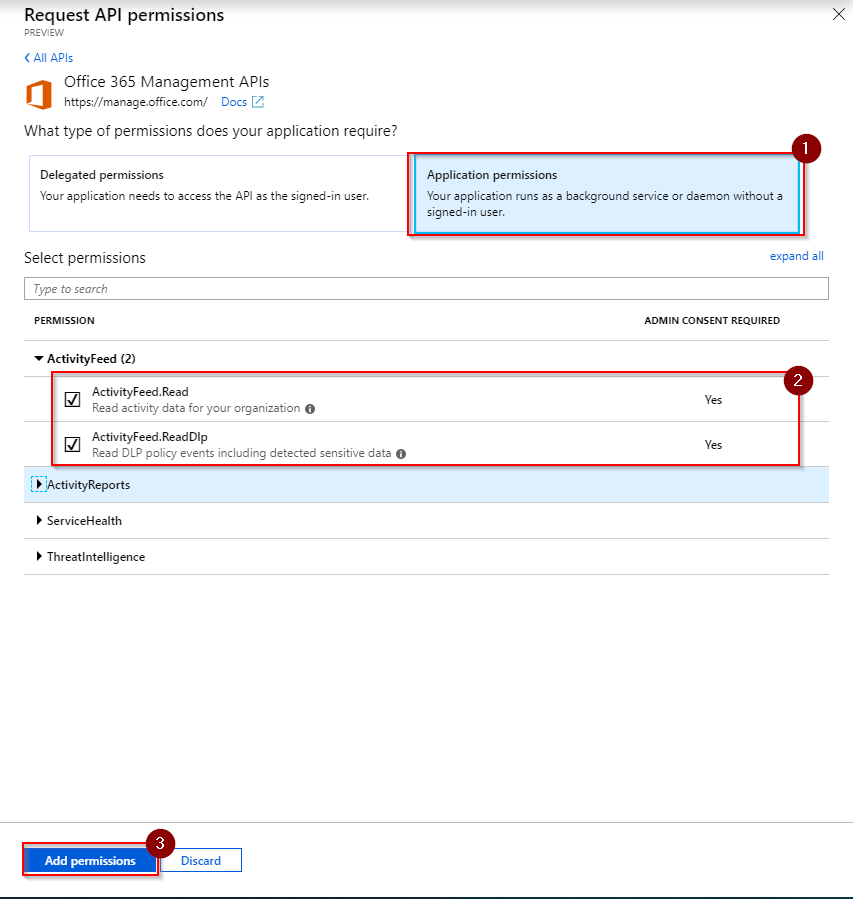 Request API permissions
PREVIEW
All APIs
Office 365 Management APIs
https://manage.office.com/ Docs
What type of permissions does your application require?
1
Delegated permissions
Your application needs to access the API as the signed-in user.
Application permissions
Your application runs as a background service or daemon without a
signed-in user.
Select permissions
expand all
Type to search
PERMISSION ADMIN CONSENT REQUIRED
ActivityFeed (2)
2
ActivityFeed.Read
Read activity data for your organization
Yes
ActivityFeed.ReadDlp
Read DLP policy events including detected sensitive data
Yes
ActivityReports
ServiceHealth
ThreatIntelligence
3
Add permissions Discard